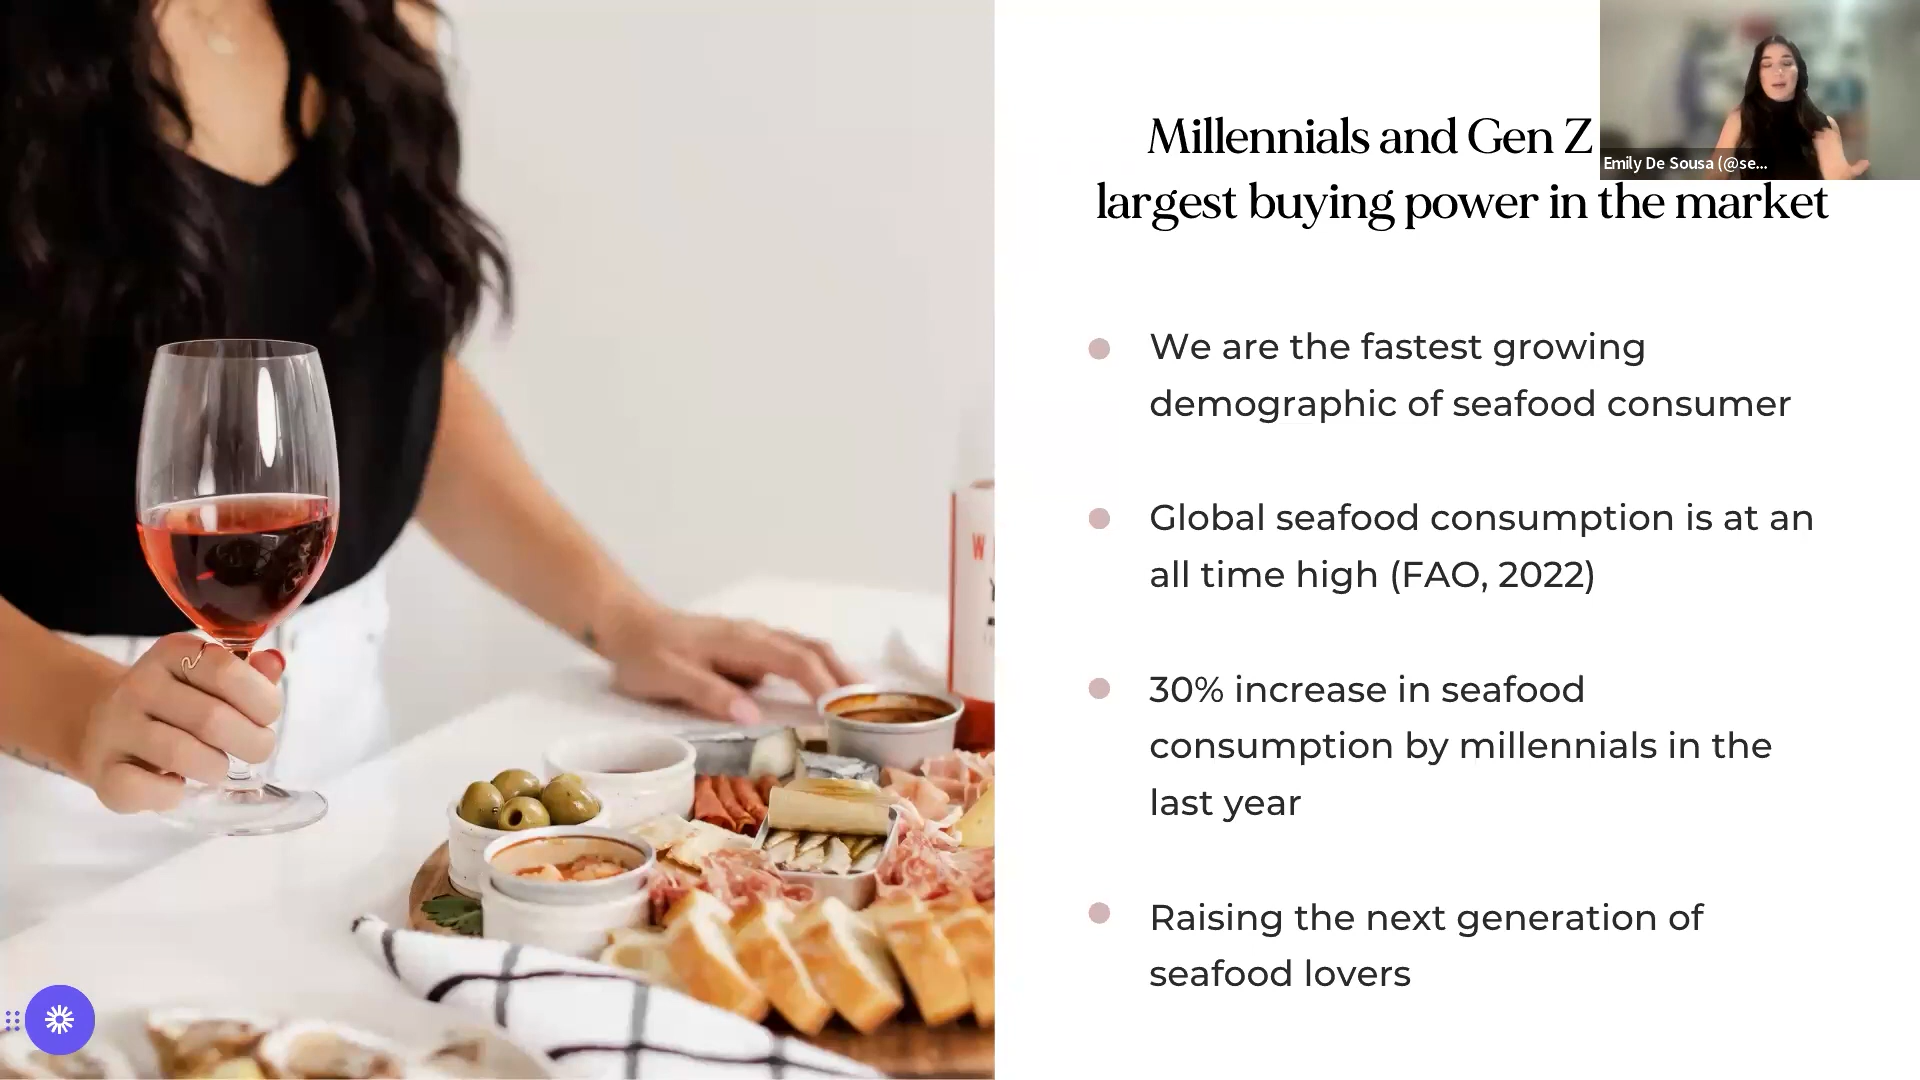 Millennials and Gen Z
largest buying power in the market
Emily De Sousa (@se...
We are the fastest growing
demographic of seafood consumer
Global seafood consumption is at an
all time high (FAO, 2022)
30% increase in seafood
consumption by millennials in the
last year
Raising the next generation of
seafood lovers